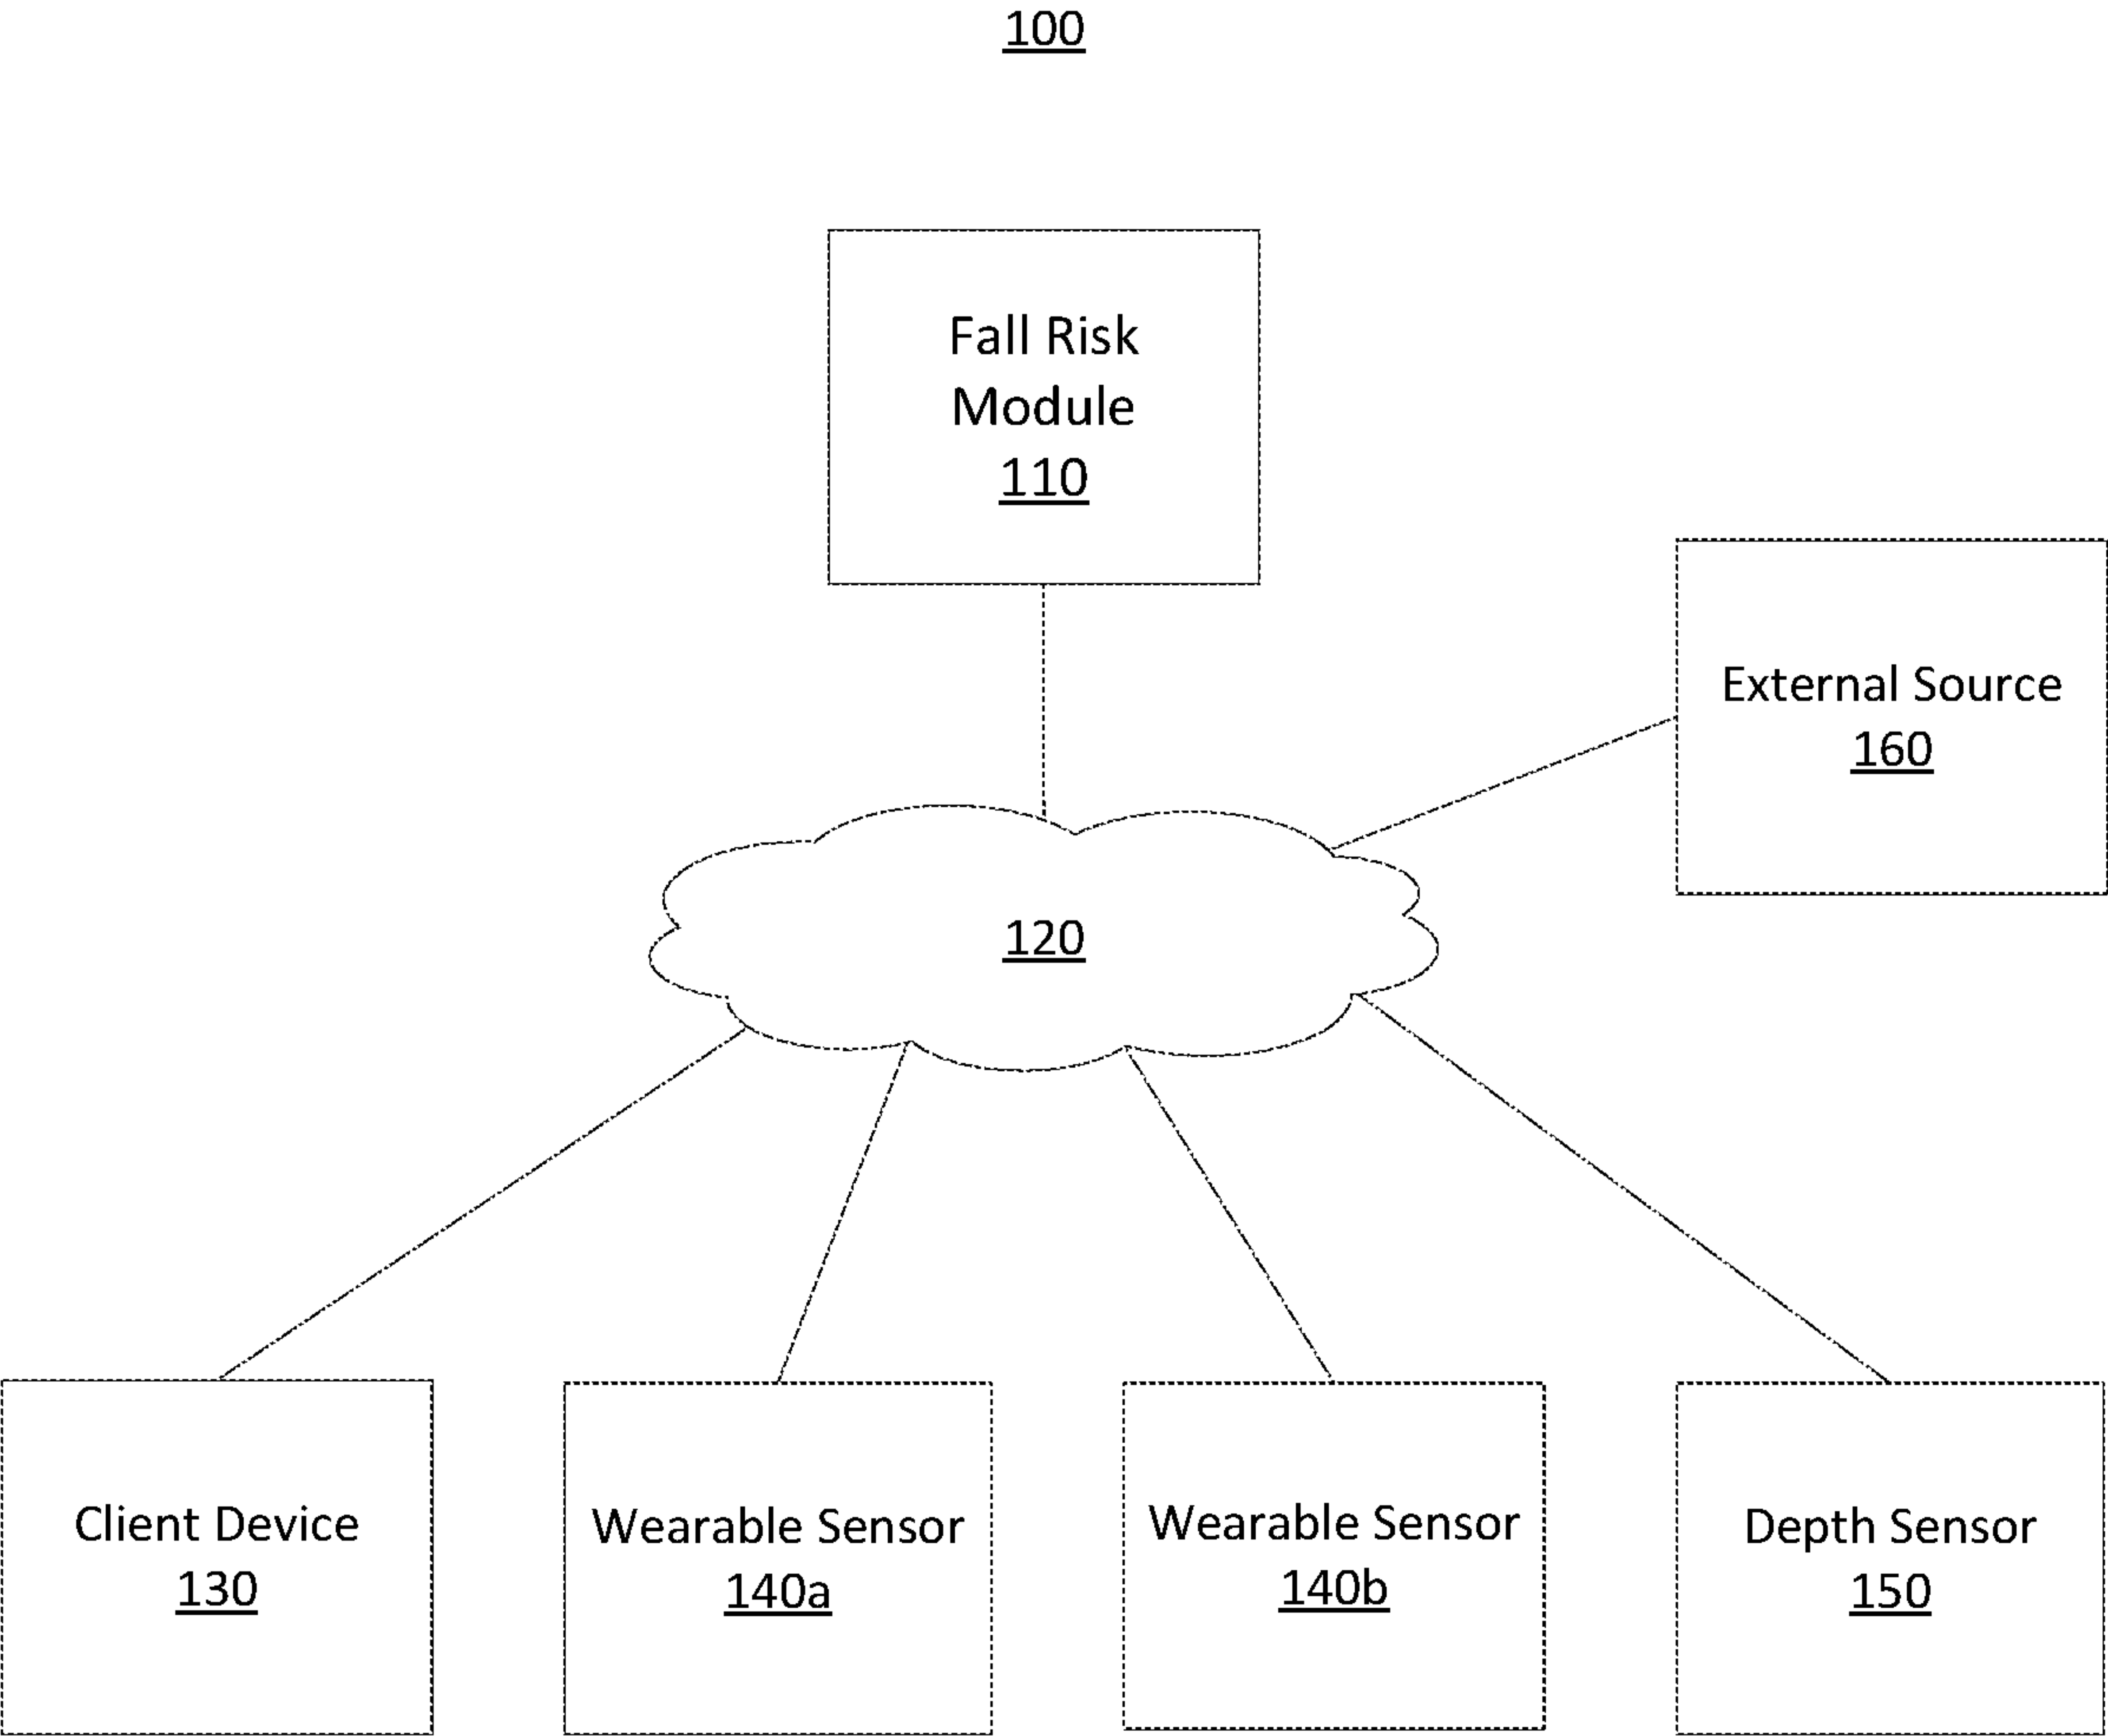 100
Fall Risk
Module
110
External Source
160
120
Client Device
130
Wearable Sensor
140a
Wearable Sensor
140b
Depth Sensor
150